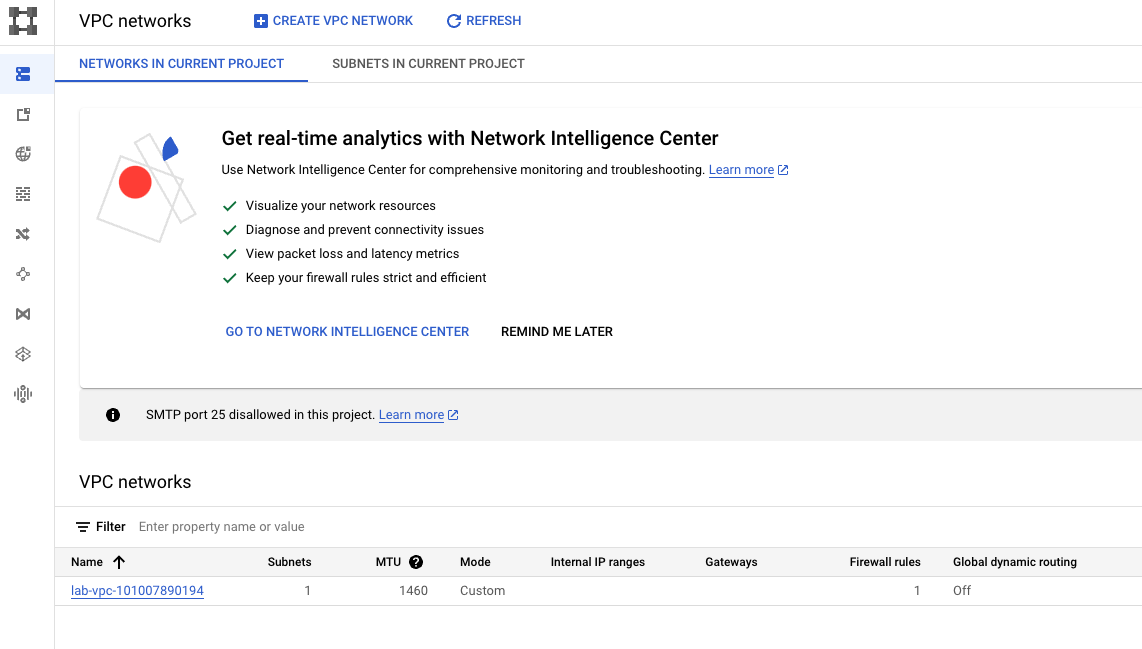 VPC networks CREATE VPC NETWORK REFRESH
NETWORKS IN CURRENT PROJECT SUBNETS IN CURRENT PROJECT
Get real-time analytics with Network Intelligence Center
Use Network Intelligence Center for comprehensive monitoring and troubleshooting. Learn more
Visualize your network resources
Diagnose and prevent connectivity issues
View packet loss and latency metrics
Keep your firewall rules strict and efficient
GO TO NETWORK INTELLIGENCE CENTER REMIND ME LATER
SMTP port 25 disallowed in this project. Learn more
VPC networks
Filter Enter property name or value
Name Subnets MTU Mode Internal IP ranges Gateways Firewall rules Global dynamic routing
lab-vpc-101007890194 1 1460 Custom 1 Off